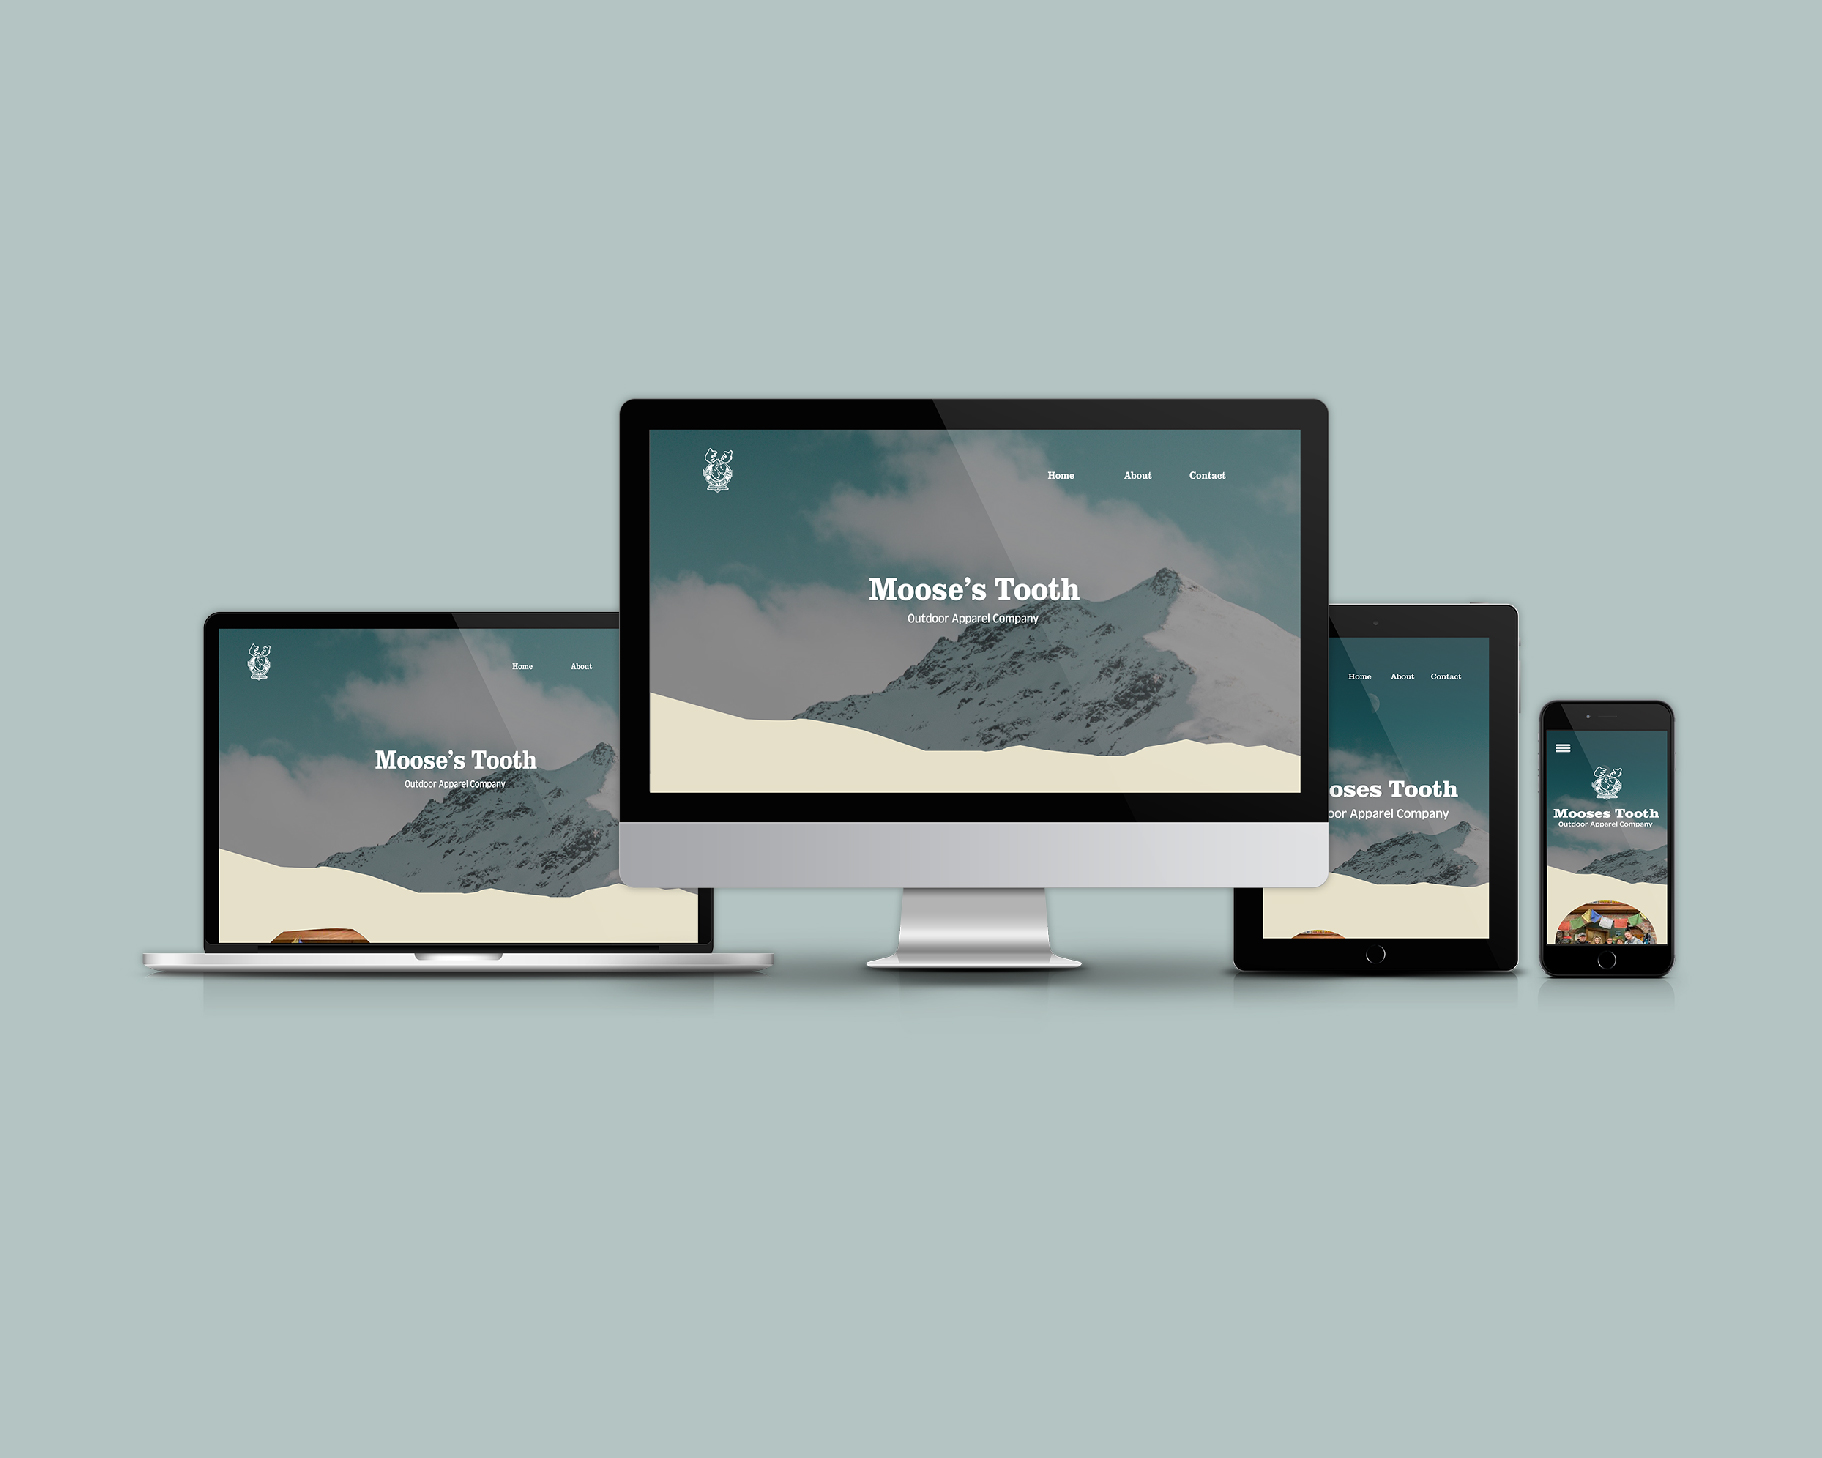 Home About Contact
Moose's Tooth
Outdoor Apparel Company
Home About
Moose's Tooth
Outdoor Apparel Company
Home About Contact
oses Tooth
oor Apparel Company
Mooses Tooth
Outdoor Apparel Company